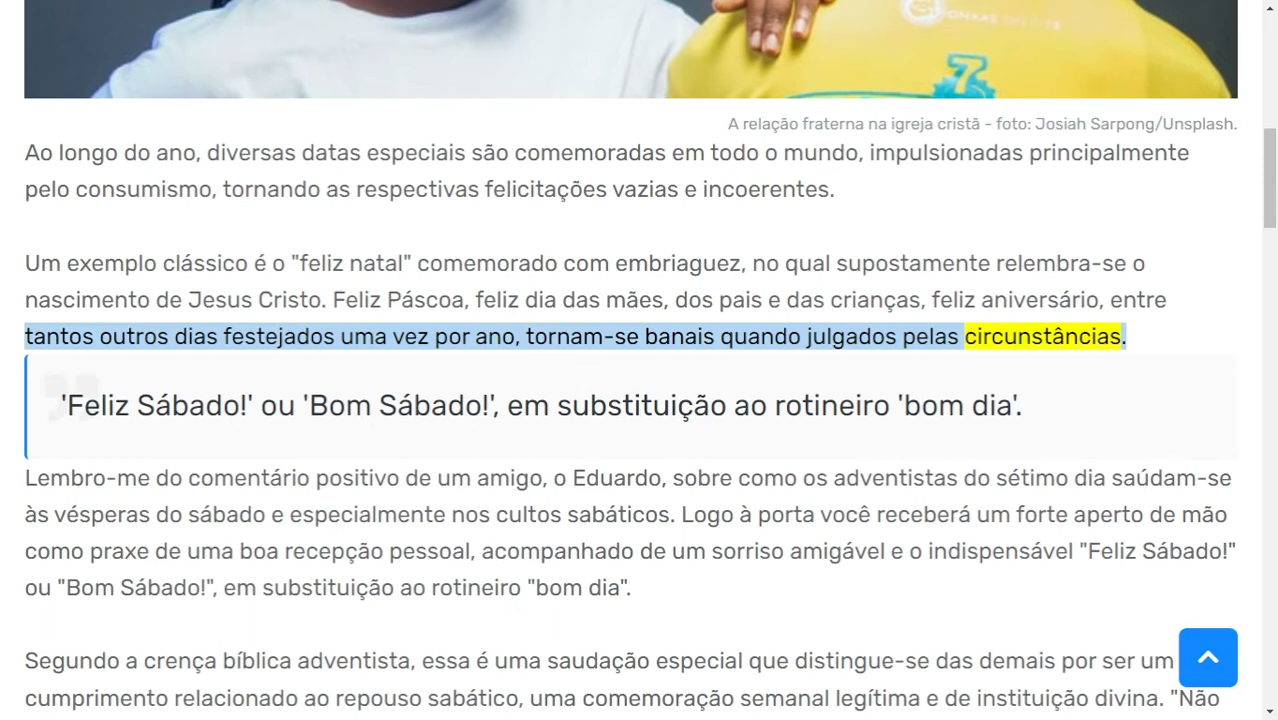 A relação fraterna na igreja cristã - foto: Josiah Sarpong/Unsplash.
Ao longo do ano, diversas datas especiais são comemoradas em todo o mundo, impulsionadas principalmente
pelo consumismo, tornando as respectivas felicitações vazias e incoerentes.
Um exemplo clássico é o "feliz natal" comemorado com embriaguez, no qual supostamente relembra-se o
nascimento de Jesus Cristo. Feliz Páscoa, feliz dia das mães, dos pais e das crianças, feliz aniversário, entre
tantos outros dias festejados uma vez por ano, tornam-se banais quando julgados pelas circunstâncias.
'Feliz Sábado!' ou 'Bom Sábado!', em substituição ao rotineiro 'bom dia'.
Lembro-me do comentário positivo de um amigo, o Eduardo, sobre como os adventistas do sétimo dia saúdam-se
às vésperas do sábado e especialmente nos cultos sabáticos. Logo à porta você receberá um forte aperto de mão
como praxe de uma boa recepção pessoal, acompanhado de um sorriso amigável e o indispensável "Feliz Sábado!"
ou "Bom Sábado!", em substituição ao rotineiro "bom dia".
Segundo a crença bíblica adventista, essa é uma saudação especial que distingue-se das demais por ser um
cumprimento relacionado ao repouso sabático, uma comemoração semanal legítima e de instituição divina. "Não